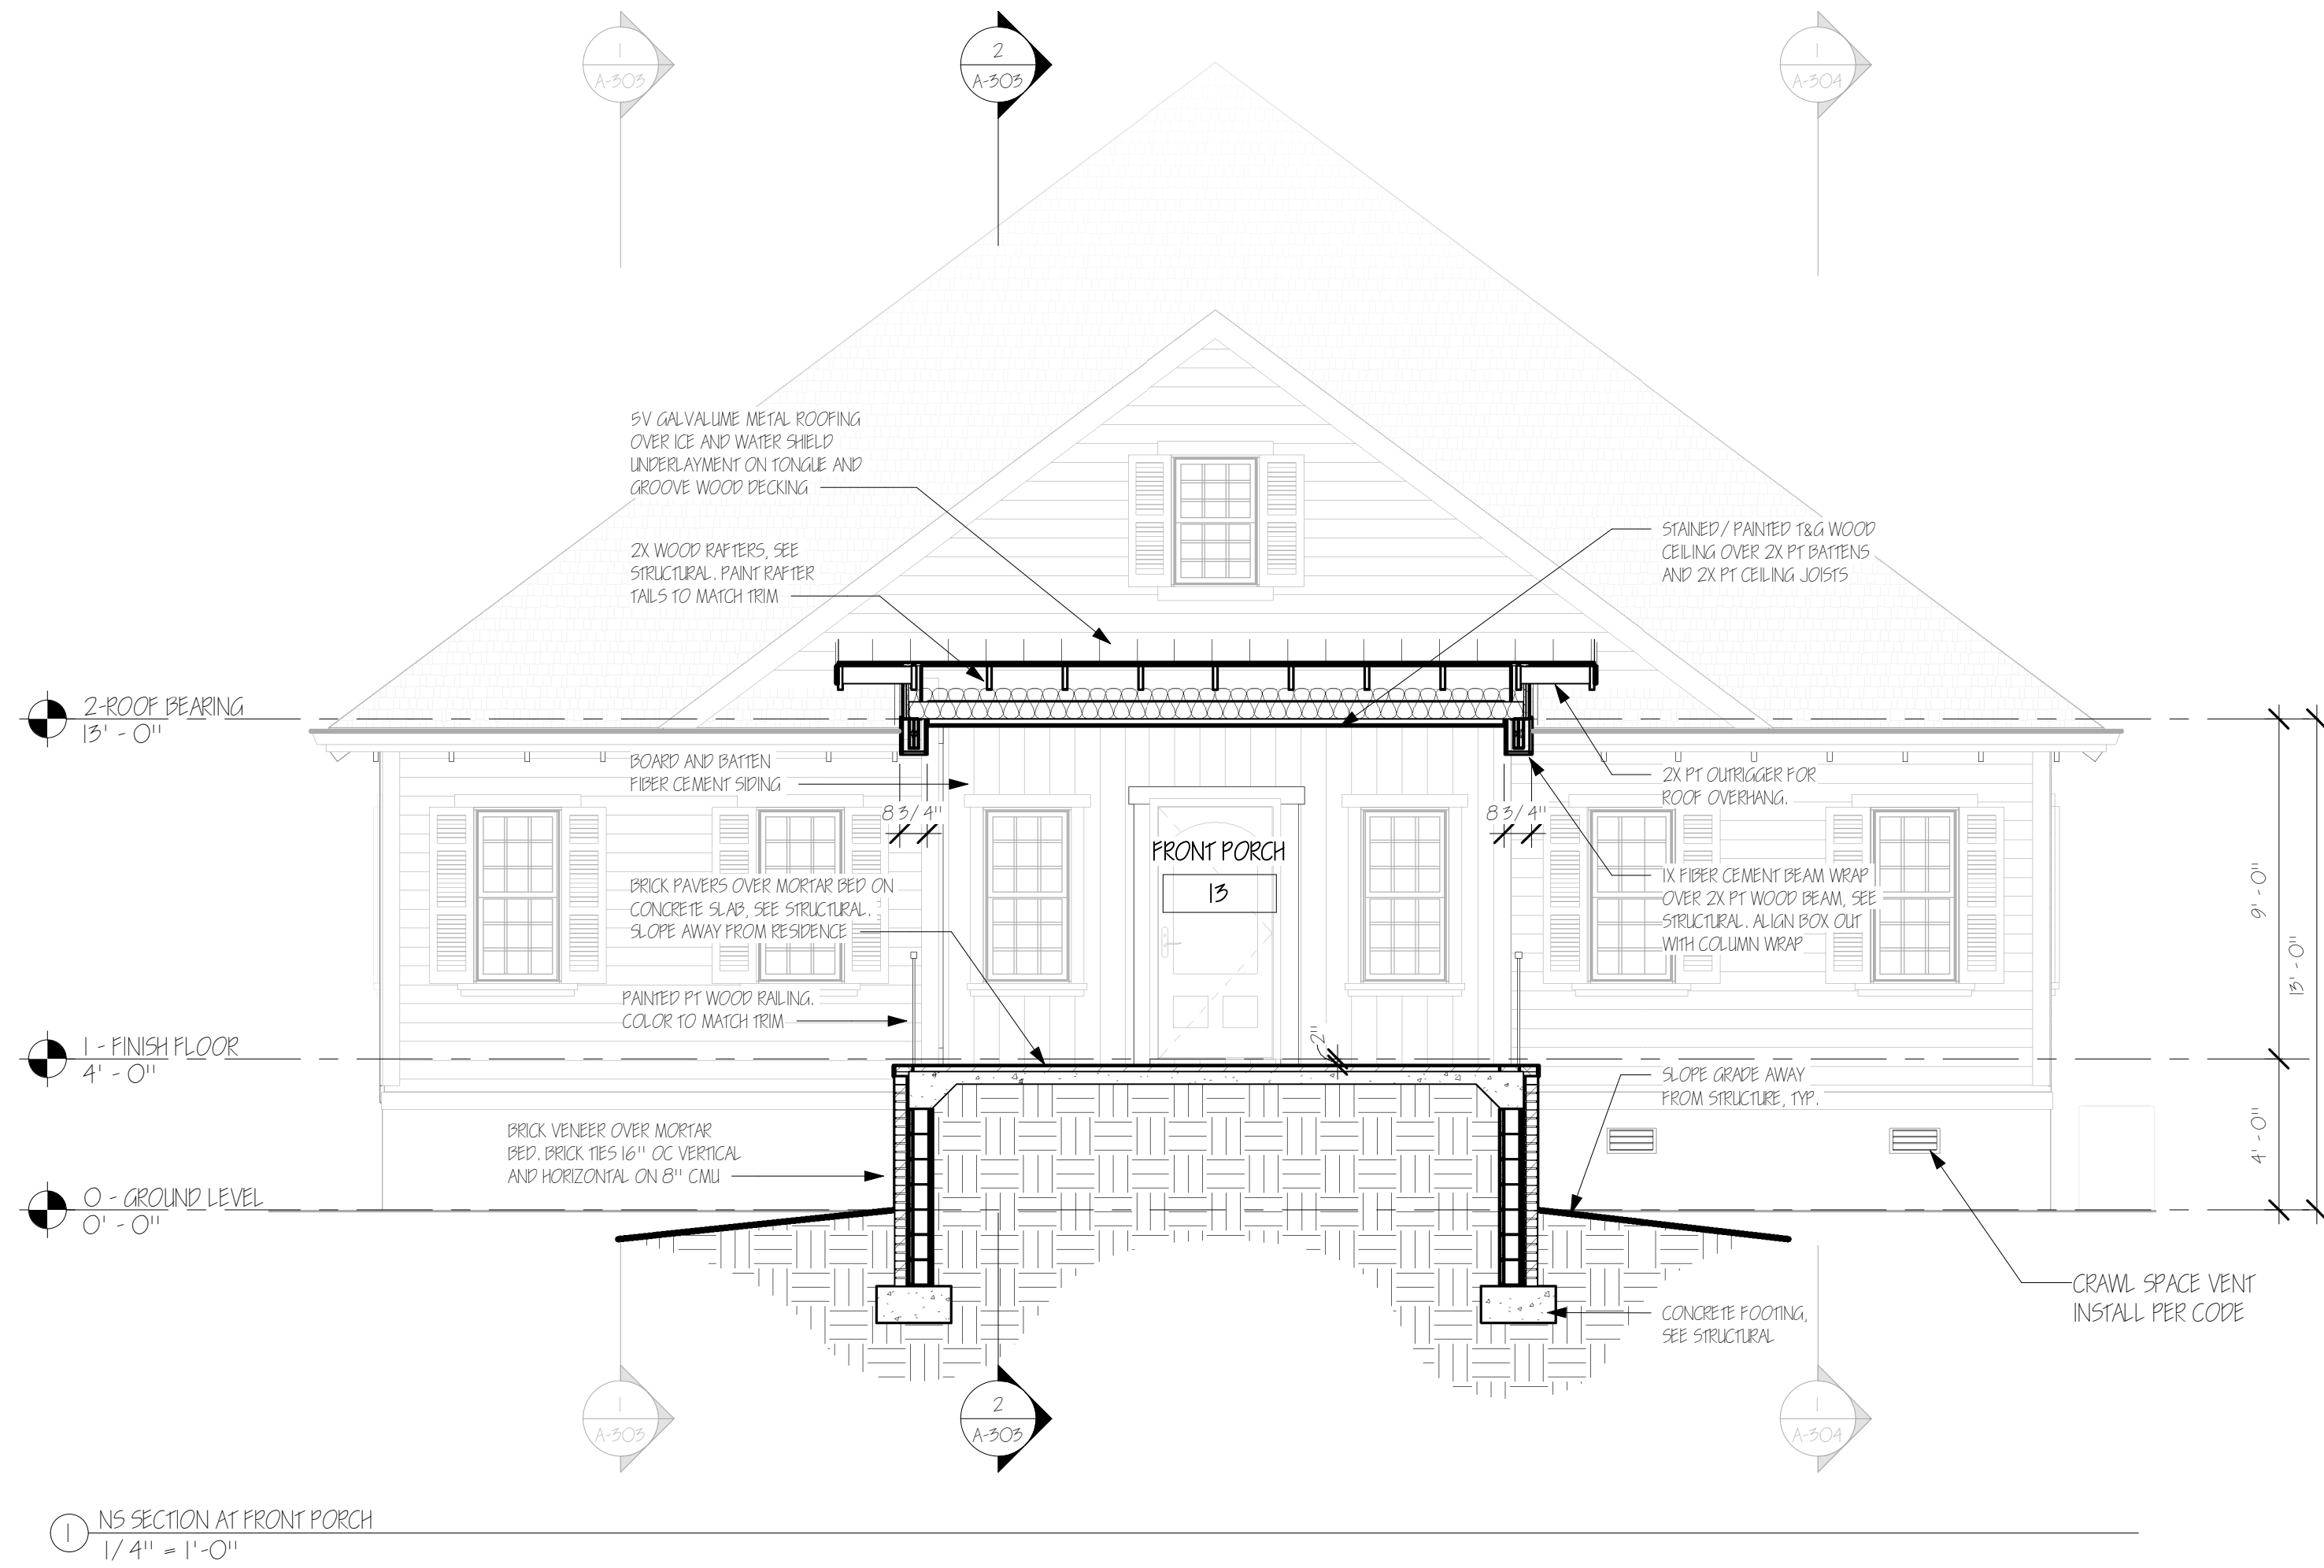 1
A-303
2
A-303
1
A-304
5V GALVALUME METAL ROOFING
OVER ICE AND WATER SHIELD
UNDERLAYMENT ON TONGUE AND
GROOVE WOOD DECKING
2X WOOD RAFTERS, SEE
STRUCTURAL. PAINT RAFTER
TAILS TO MATCH TRIM
STAINED/ PAINTED T&G WOOD
CEILING OVER 2X PT BATTENS
AND 2X PT CEILING JOISTS
2-ROOF BEARING
13' - 0"
BOARD AND BATTEN
FIBER CEMENT SIDING
2X PT OUTRIGGER FOR
ROOF OVERHANG.
8 3/4"
8 3/4"
FRONT PORCH
13
BRICK PAVERS OVER MORTAR BED ON
CONCRETE SLAB, SEE STRUCTURAL.
SLOPE AWAY FROM RESIDENCE
1X FIBER CEMENT BEAM WRAP
OVER 2X PT WOOD BEAM, SEE
STRUCTURAL. ALIGN BOX OUT
WITH COLUMN WRAP
9' - 0"
13' - 0"
PAINTED PT WOOD RAILING.
COLOR TO MATCH TRIM
2"
1 - FINISH FLOOR
4' - 0"
SLOPE GRADE AWAY
FROM STRUCTURE, TYP.
4' - 0"
BRICK VENEER OVER MORTAR
BED. BRICK TIES 16" OC VERTICAL
AND HORIZONTAL ON 8" CMU
0 - GROUND LEVEL
0' - 0"
CRAWL SPACE VENT
INSTALL PER CODE
CONCRETE FOOTING,
SEE STRUCTURAL
1
A-303
2
A-303
1
A-304
1
NS SECTION AT FRONT PORCH
1/4" = 1'-0"